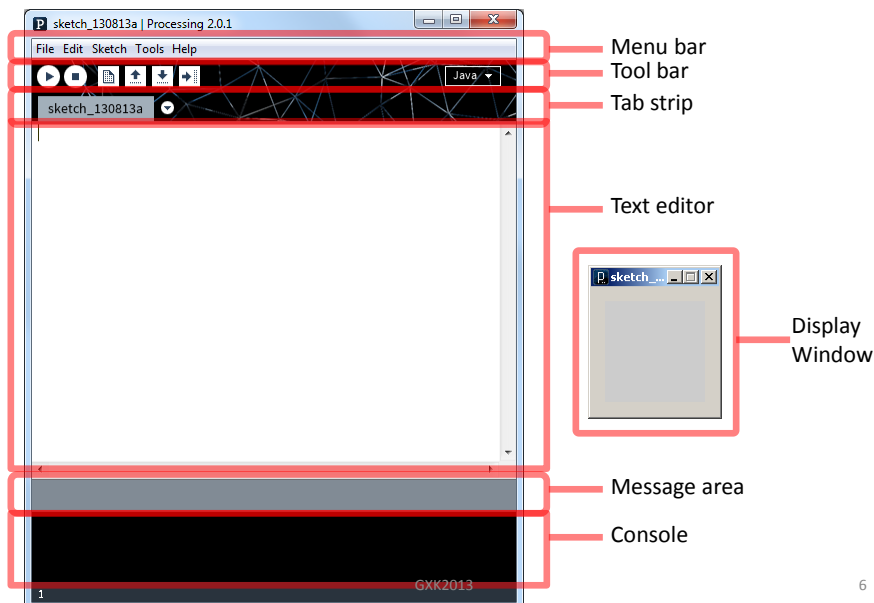 sketch_130813a | Processing 2.0.1
File Edit Sketch Tools Help
Menu bar
Java
Tool bar
sketch_130813a
Tab strip
Text editor
sketch_...
Display
Window
Message area
Console
1
GXK2013
6